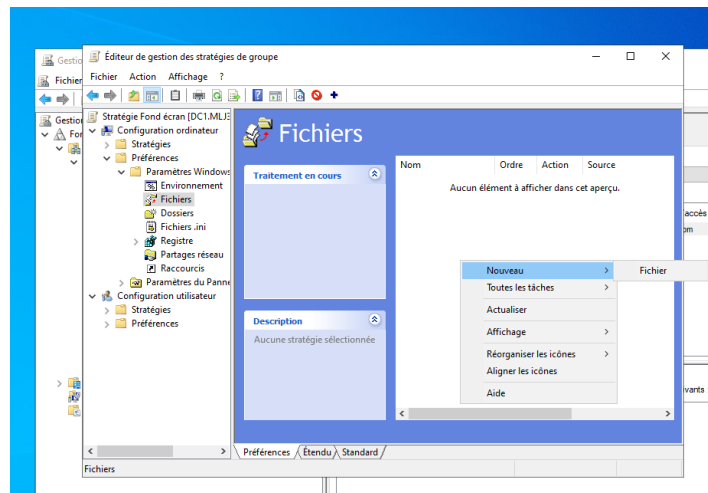 Gestio
Éditeur de gestion des stratégies de groupe
Fichier
Fichier Action Affichage ?
Gestion
For
Stratégie Fond écran [DC1.MLJE
Configuration ordinateur
Stratégies
Préférences
Paramètres Windows
Environnement
Fichiers
Dossiers
Fichiers .ini
Registre
Partages réseau
Raccourcis
Paramètres du Panne
Configuration utilisateur
Stratégies
Préférences
Fichiers
Traitement en cours
Description
Aucune stratégie sélectionnée
Nom Ordre Action Source
Aucun élément à afficher dans cet aperçu.
Nouveau
Fichier
Toutes les tâches
Actualiser
Affichage
Réorganiser les icônes
Aligner les icônes
Aide
accès
om
ivants
Préférences Étendu Standard
Fichiers